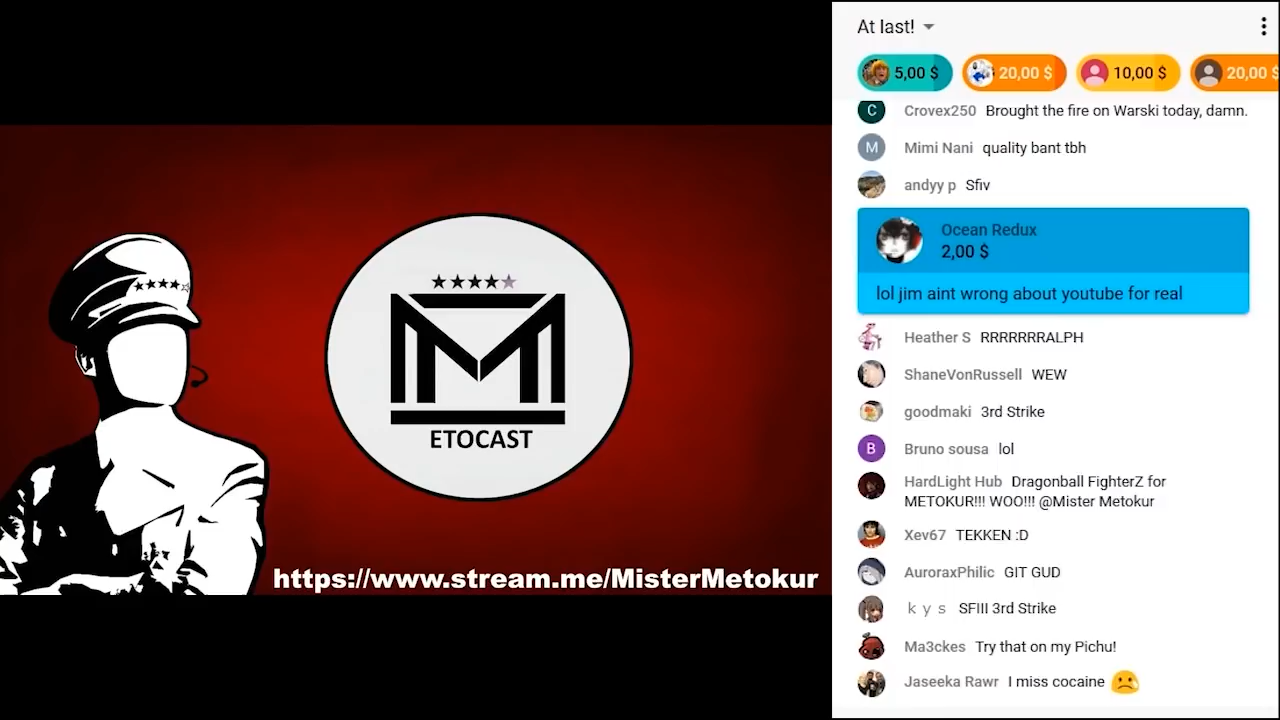 ★★★★★
M
ETOCAST
https://www.stream.me/MisterMetokur
At last!
5,00 $
20,00 $
10,00 $
20,00 $
C
Crovex250 Brought the fire on Warski today, damn.
M
Mimi Nani quality bant tbh
andyy p Sfiv
Ocean Redux
2,00 $
lol jim aint wrong about youtube for real
Heather S RRRRRRRALPH
ShaneVonRussell WEW
goodmaki 3rd Strike
B
Bruno sousa lol
HardLight Hub Dragonball FighterZ for
METOKUR!!! WOO!!! @Mister Metokur
Xev67 TEKKEN :D
AuroraxPhilic GIT GUD
ｋｙｓ SFIII 3rd Strike
Ma3ckes Try that on my Pichu!
Jaseeka Rawr I miss cocaine